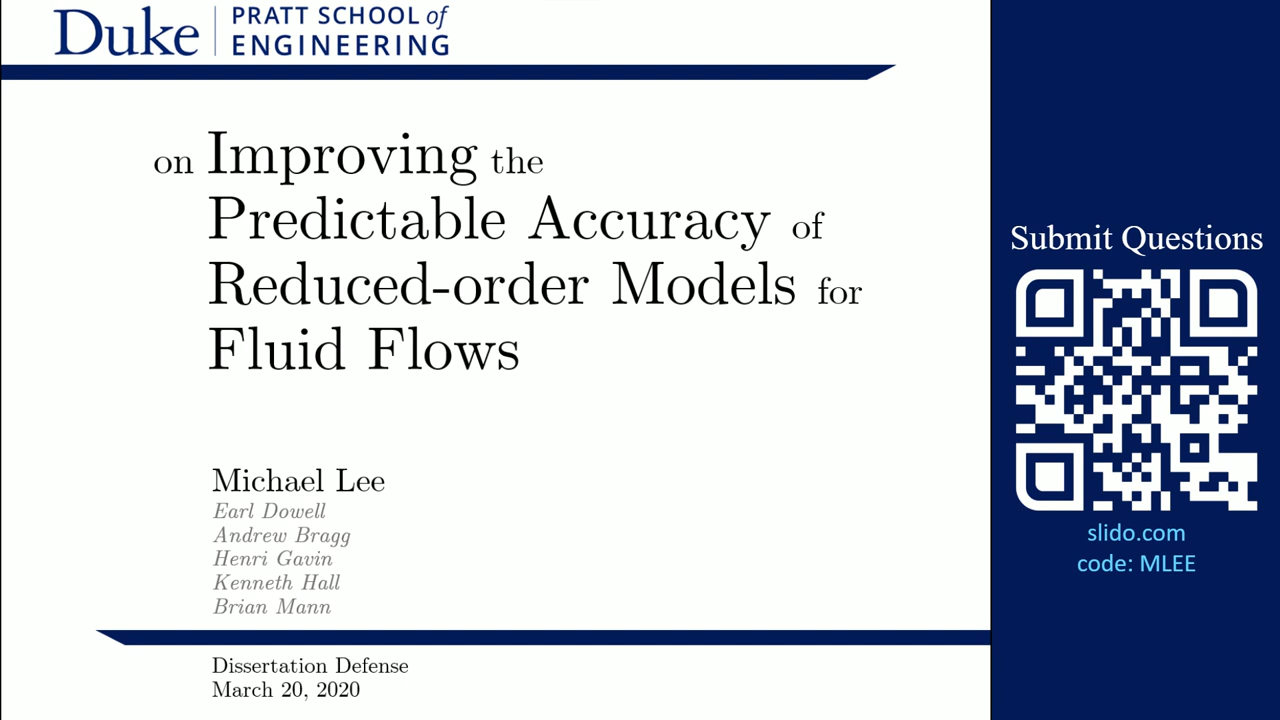 Duke PRATT SCHOOL of
ENGINEERING
on Improving the
Predictable Accuracy of
Reduced-order Models for
Fluid Flows
Michael Lee
Earl Dowell
Andrew Bragg
Henri Gavin
Kenneth Hall
Brian Mann
Dissertation Defense
March 20, 2020
Submit Questions
slido.com
code: MLEE